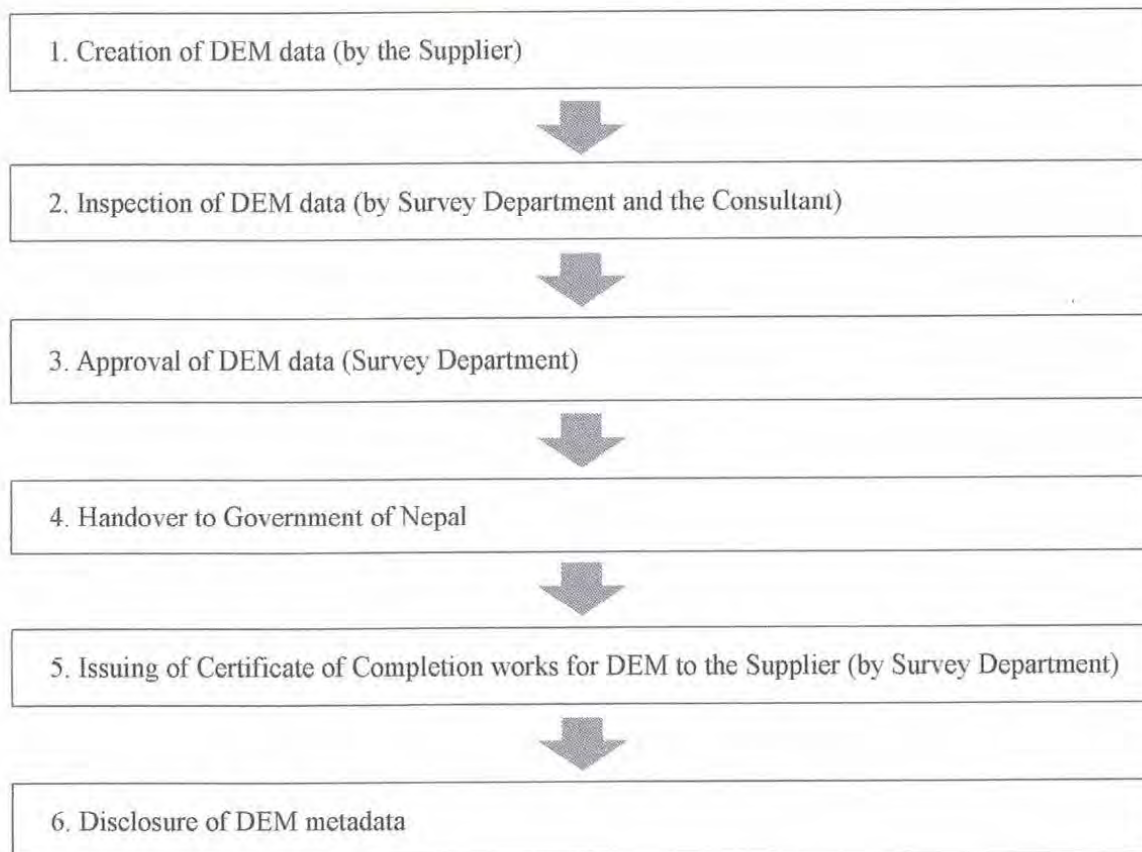 1. Creation of DEM data (by the Supplier)
2. Inspection of DEM data (by Survey Department and the Consultant)
3. Approval of DEM data (Survey Department)
4. Handover to Government of Nepal
5. Issuing of Certificate of Completion works for DEM to the Supplier (by Survey Department)
6. Disclosure of DEM metadata